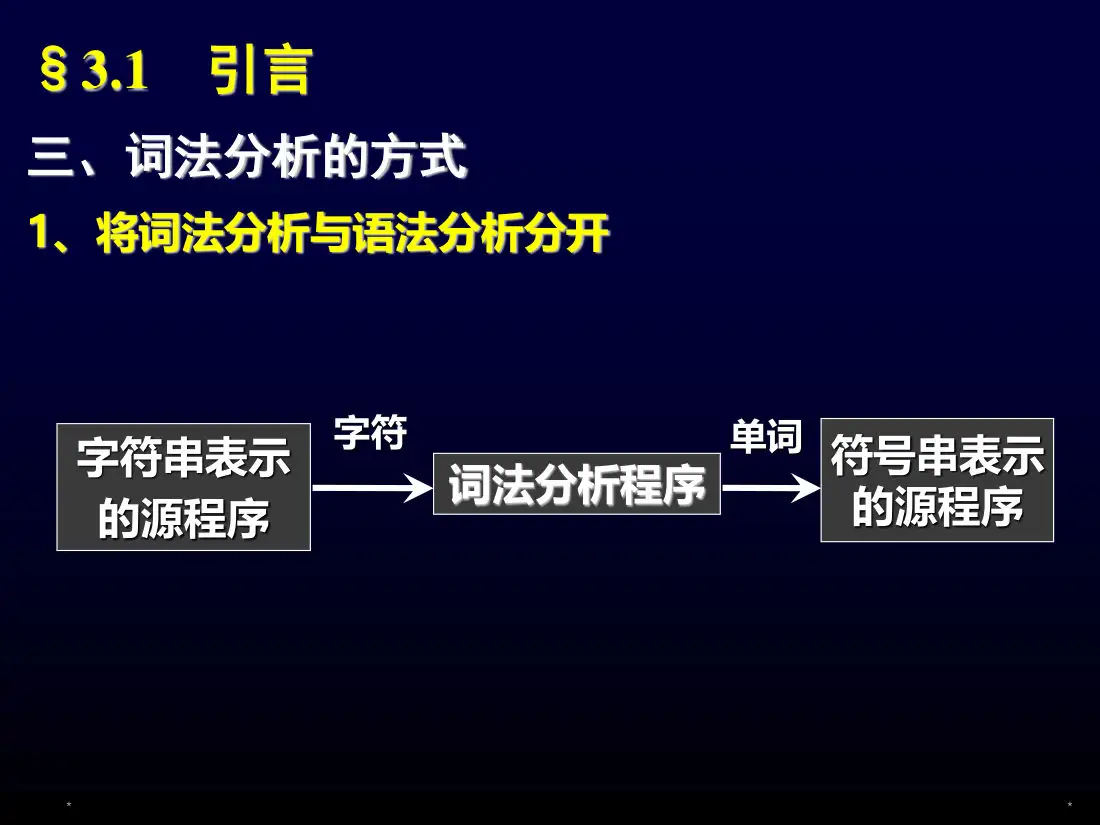 §3.1 引言
三、词法分析的方式
1、将词法分析与语法分析分开
字符串表示
的源程序
字符
词法分析程序
单词
符号串表示
的源程序
* *